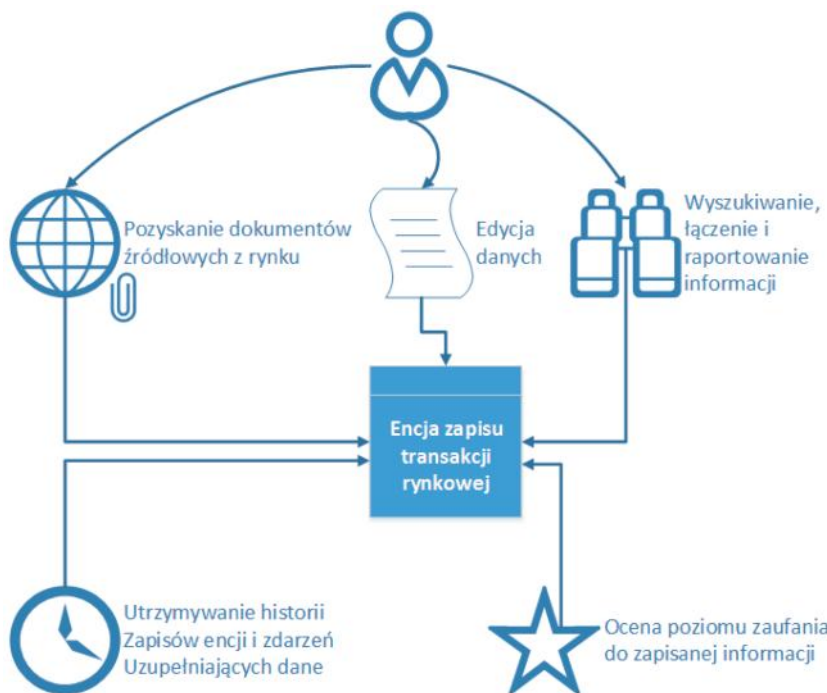 Pozyskanie dokumentów
źródłowych z rynku
Edycja
danych
Wyszukiwanie,
łączenie i
raportowanie
informacji
Encja zapisu
transakcji
rynkowej
Utrzymywanie historii
Zapisów encji i zdarzeń
Uzupełniających dane
Ocena poziomu zaufania
do zapisanej informacji